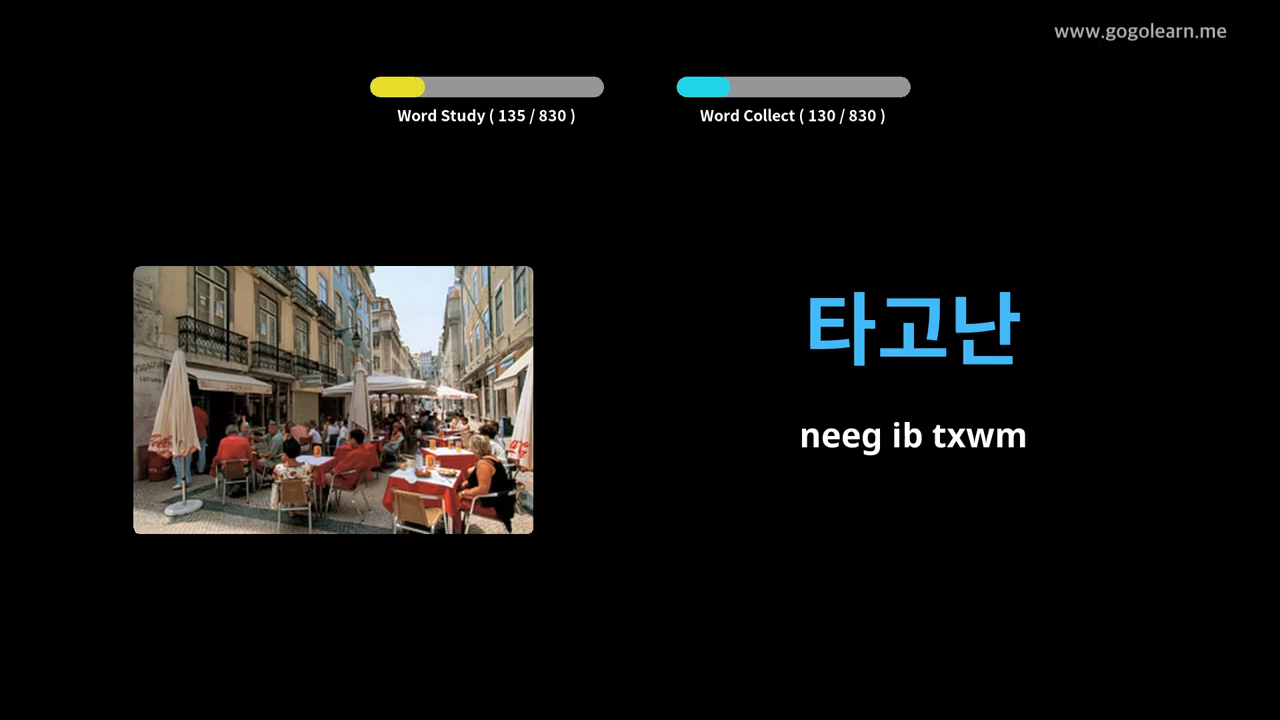 www.gogolearn.me
Word Study ( 135 / 830 )
Word Collect ( 130 / 830 )
타고난
neeg ib txwm